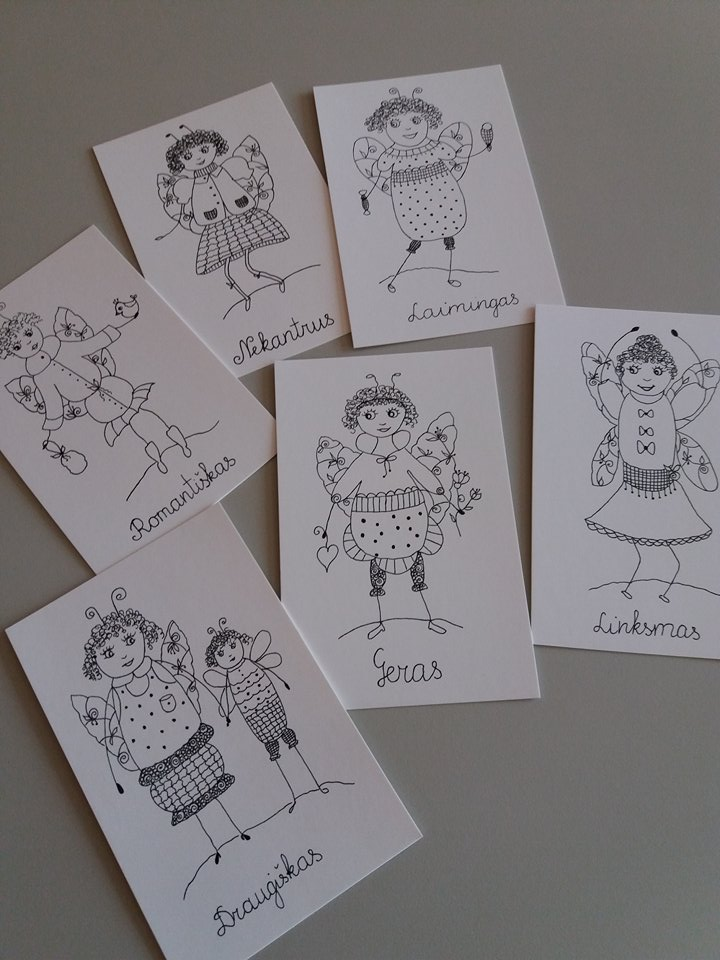 Nekantrus
Laimingas
Romantiškas
Geras
Linksmas
Draugiškas